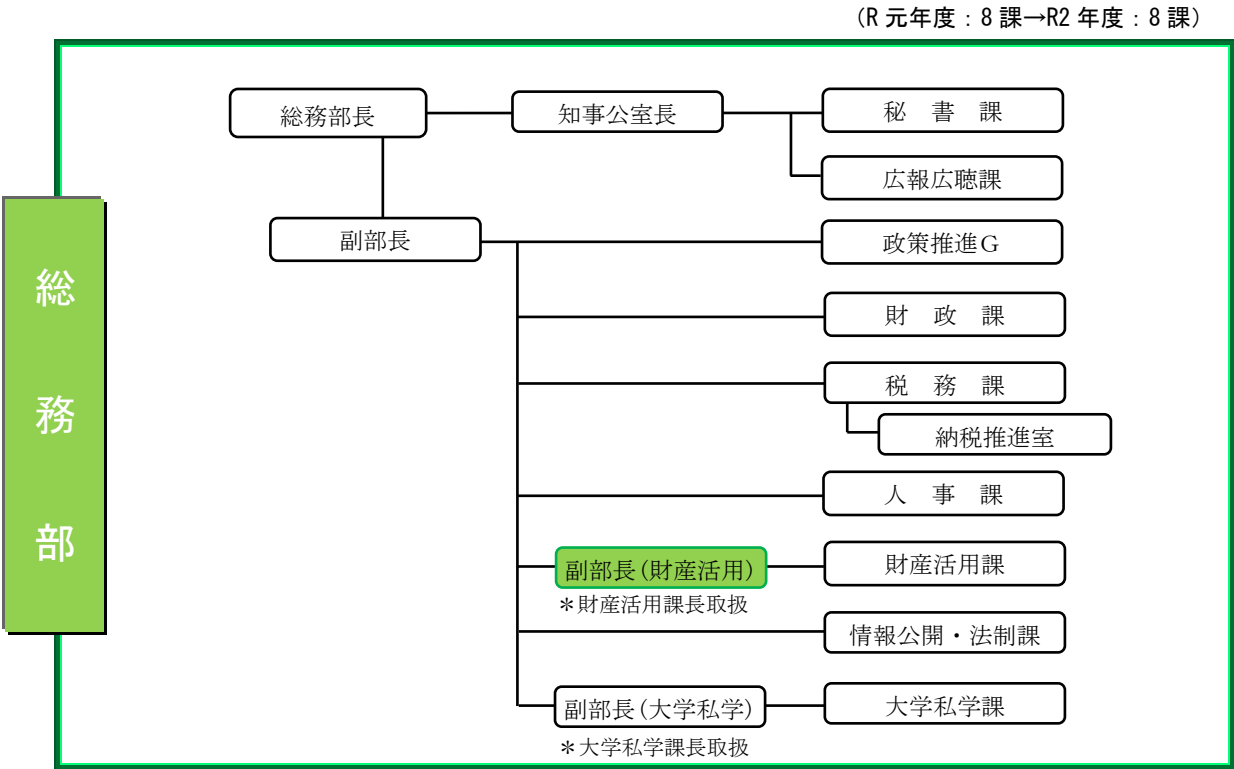 （R 元年度：8 課→R2 年度：8 課）
総務部
総務部長
知事公室長
秘　書　課
広報広聴課
副部長
政策推進G
財　政　課
税　務　課
納税推進室
人　事　課
副部長(財産活用)
＊財産活用課長取扱
財産活用課
情報公開・法制課
副部長(大学私学)
＊大学私学課長取扱
大学私学課